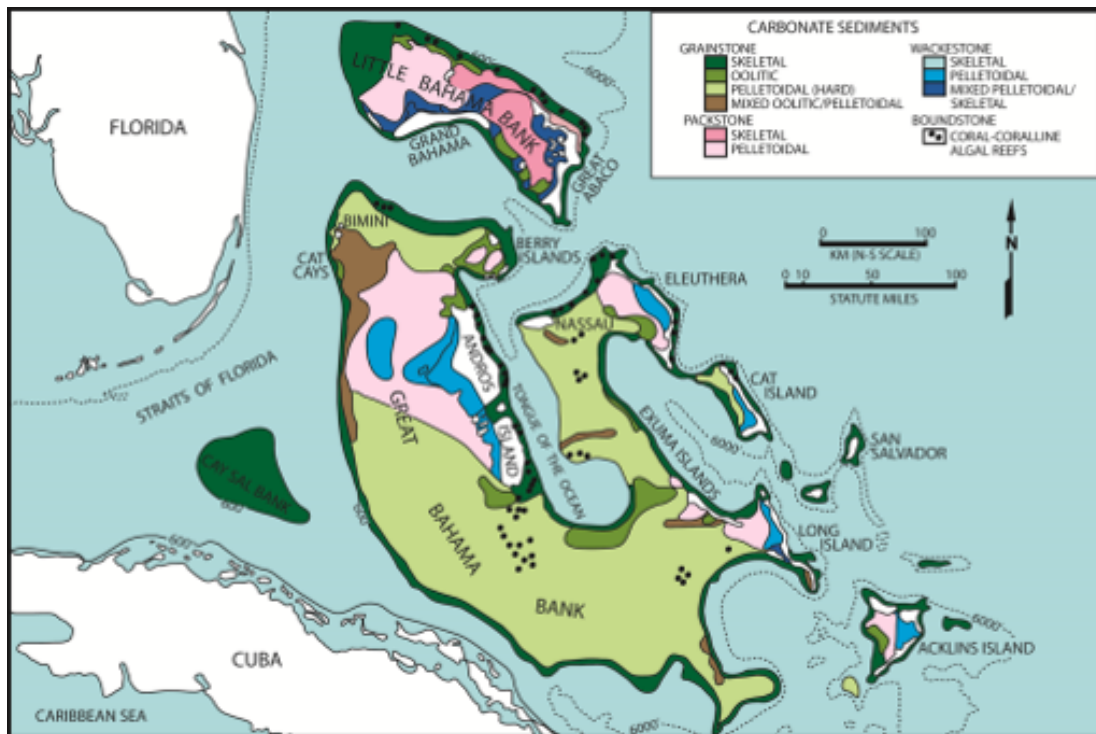 CARBONATE SEDIMENTS
GRAINSTONE
SKELETAL
OOLITIC
PELLETOIDAL (HARD)
MIXED OOLITIC/PELLETOIDAL
PACKSTONE
SKELETAL
PELLETOIDAL
WACKESTONE
SKELETAL
PELLETOIDAL
MIXED PELLETOIDAL/
SKELETAL
BOUNDSTONE
CORAL-CORALLINE
ALGAL REEFS
FLORIDA
LITTLE BAHAMA BANK
6000'
600'
GRAND
BAHAMA
GREAT
ABACO
N
0 100
KM (N-S SCALE)
0 10 50 100
STATUTE MILES
BIMINI
BERRY
ISLANDS
CAT
CAYS
ELEUTHERA
NASSAU
ANDROS
ISLAND
CAT
ISLAND
STRAITS OF FLORIDA
TONGUE OF THE OCEAN
EXUMA ISLANDS
6000'
SAN
SALVADOR
GREAT
BAHAMA
BANK
CAY SAL BANK
600'
600'
LONG
ISLAND
600'
6000'
ACKLINS ISLAND
CUBA
CARIBBEAN SEA
6000'